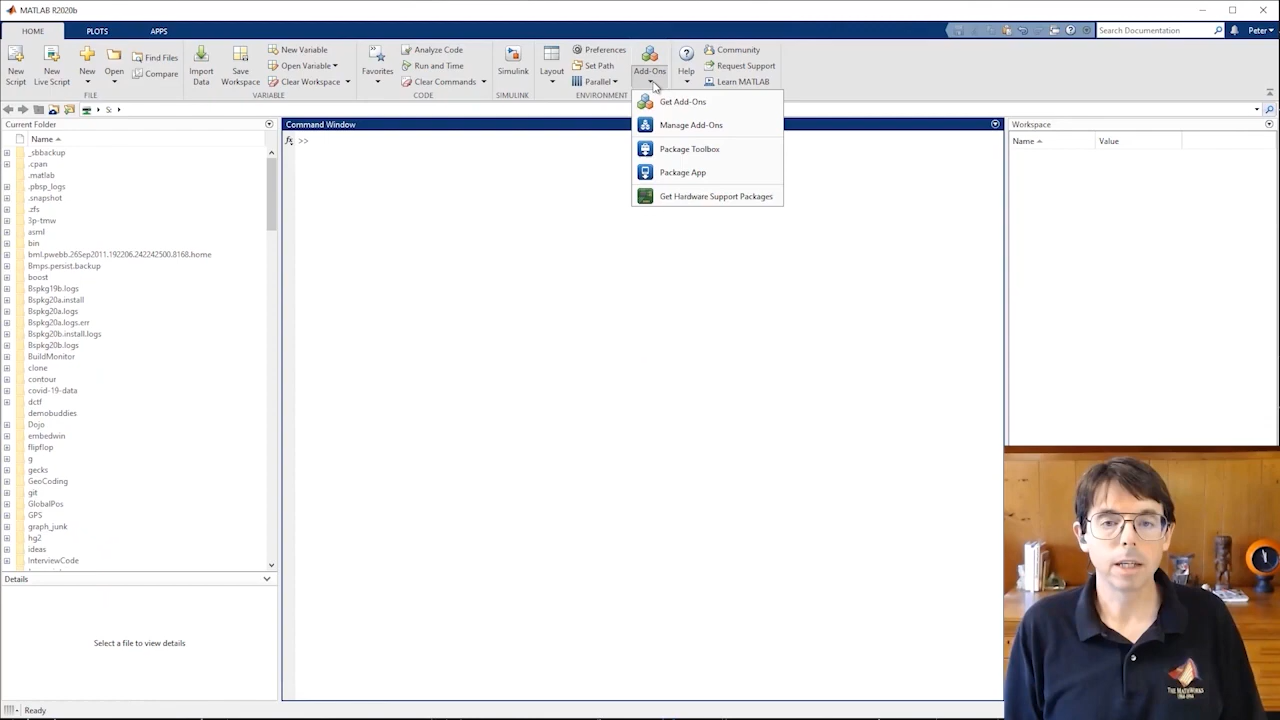 MATLAB R2020b
HOME PLOTS APPS
Search Documentation
Peter
New Script
New Live Script
New
Open
Find Files
Compare
FILE
Import Data
Save Workspace
New Variable
Open Variable
Clear Workspace
VARIABLE
Favorites
Analyze Code
Run and Time
Clear Commands
CODE
Simulink
SIMULINK
Layout
Preferences
Set Path
Parallel
ENVIRONMENT
Add-Ons
Help
Community
Request Support
Learn MATLAB
Get Add-Ons
Manage Add-Ons
Package Toolbox
Package App
Get Hardware Support Packages
S:
Current Folder
Name
_sbbackup
.cpan
.matlab
.pbsp_logs
.snapshot
.zfs
3p-tmw
asml
bin
bml.pwebb.26Sep2011.192206.242242500.8168.home
Bmps.persist.backup
boost
Bspkg19b.logs
Bspkg20a.install
Bspkg20a.logs
Bspkg20a.logs.err
Bspkg20b.install.logs
Bspkg20b.logs
BuildMonitor
clone
contour
covid-19-data
dctf
demobuddies
Dojo
embedwin
flipflop
g
gecks
GeoCoding
git
GlobalPos
GPS
graph_junk
hg2
ideas
InterviewCode
Details
Select a file to view details
Ready
Command Window
fx >>
Workspace
Name Value
THE MATHWORKS